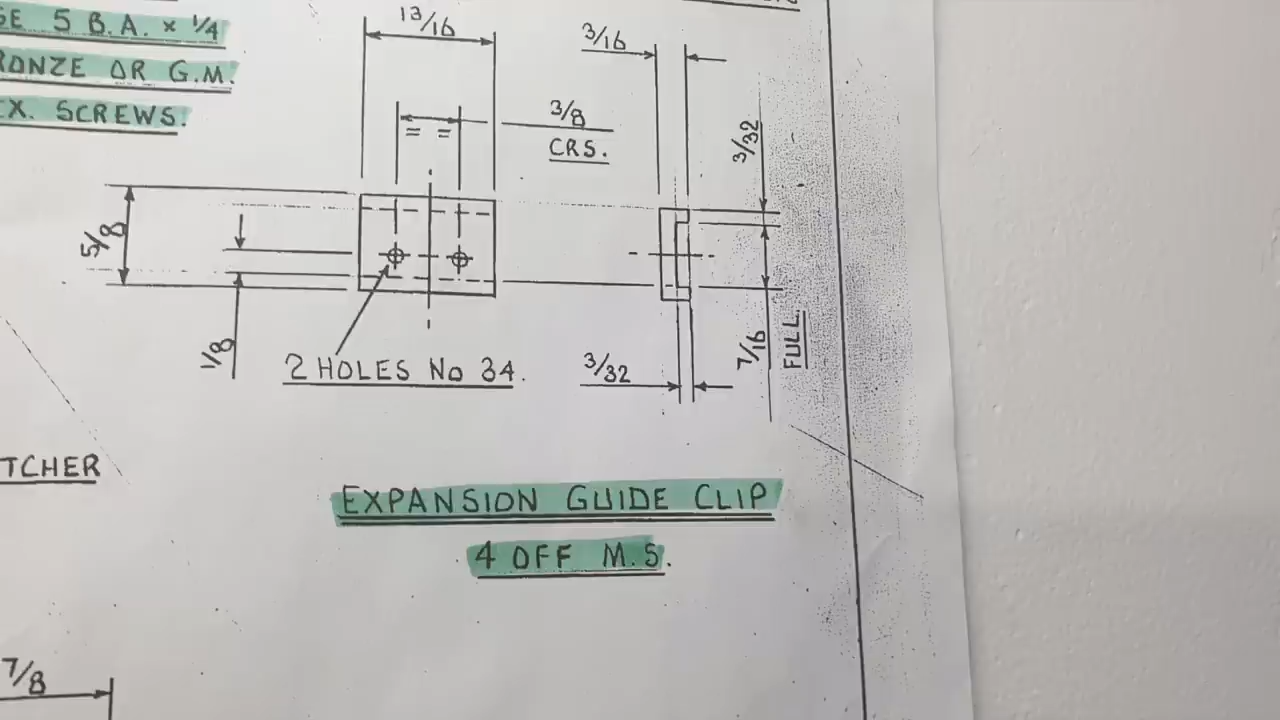 5 B.A. × 1/4
OR G.M.
SCREWS.
13/16
3/16
3/8
CRS.
= =
3/32
5/8
1/8
2 HOLES No 34.
3/32
7/16
FULL.
TCHER
EXPANSION GUIDE CLIP
4 OFF M.S.
7/8